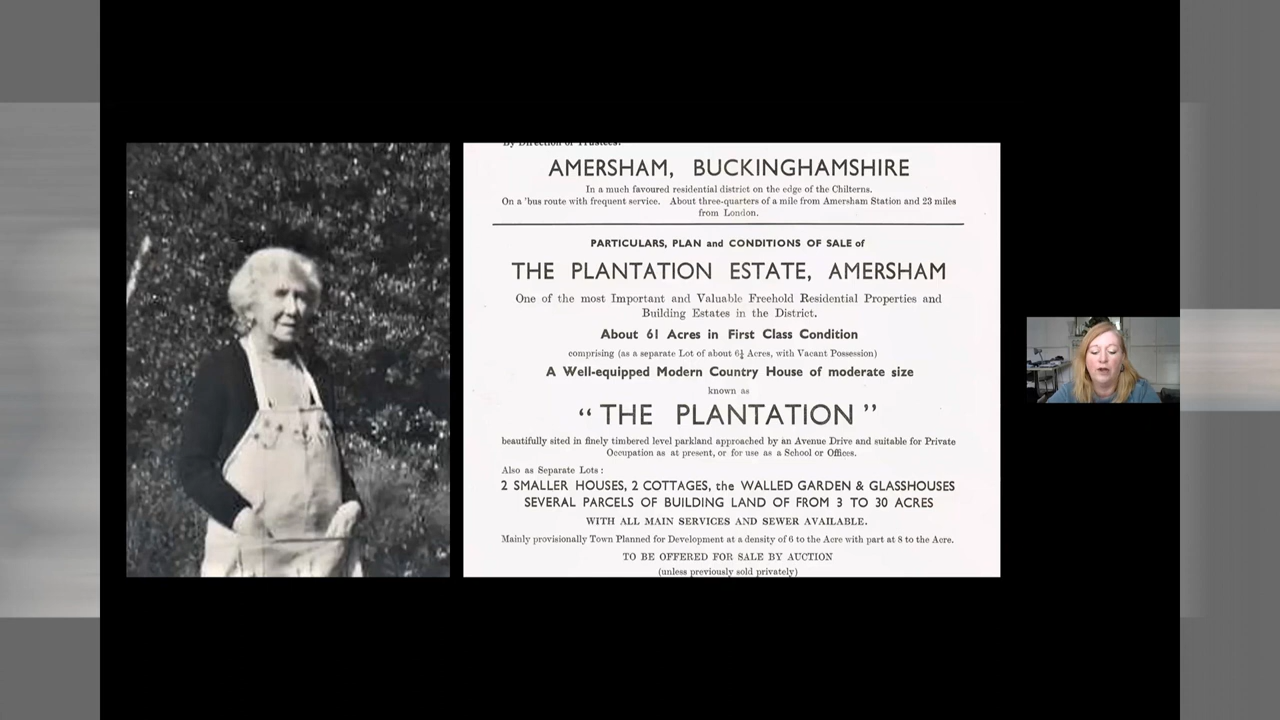 By Direction of Trustees.
AMERSHAM, BUCKINGHAMSHIRE
In a much favoured residential district on the edge of the Chilterns.
On a 'bus route with frequent service. About three-quarters of a mile from Amersham Station and 23 miles
from London.
PARTICULARS, PLAN and CONDITIONS OF SALE of
THE PLANTATION ESTATE, AMERSHAM
One of the most Important and Valuable Freehold Residential Properties and
Building Estates in the District.
About 61 Acres in First Class Condition
comprising (as a separate Lot of about 6¼ Acres, with Vacant Possession)
A Well-equipped Modern Country House of moderate size
known as
“ THE PLANTATION ”
beautifully sited in finely timbered level parkland approached by an Avenue Drive and suitable for Private
Occupation as at present, or for use as a School or Offices.
Also as Separate Lots :
2 SMALLER HOUSES, 2 COTTAGES, the WALLED GARDEN & GLASSHOUSES
SEVERAL PARCELS OF BUILDING LAND OF FROM 3 TO 30 ACRES
WITH ALL MAIN SERVICES AND SEWER AVAILABLE.
Mainly provisionally Town Planned for Development at a density of 6 to the Acre with part at 8 to the Acre.
TO BE OFFERED FOR SALE BY AUCTION
(unless previously sold privately)